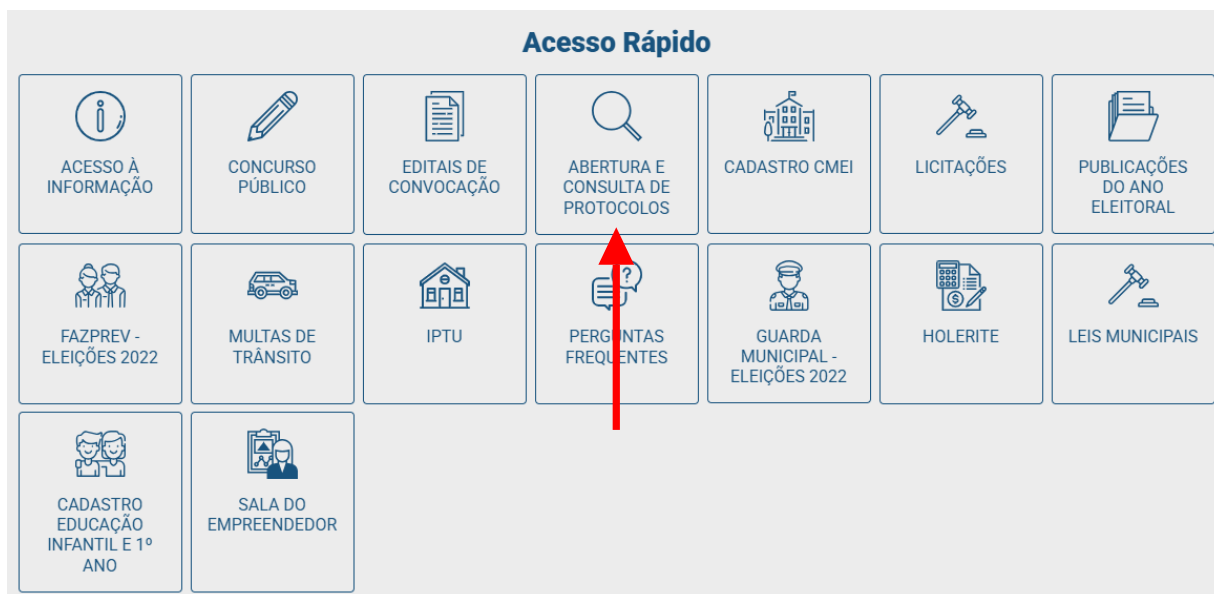 Acesso Rápido
ACESSO À
INFORMAÇÃO
CONCURSO
PÚBLICO
EDITAIS DE
CONVOCAÇÃO
ABERTURA E
CONSULTA DE
PROTOCOLOS
CADASTRO CMEI
LICITAÇÕES
PUBLICAÇÕES
DO ANO
ELEITORAL
FAZPREV -
ELEIÇÕES 2022
MULTAS DE
TRÂNSITO
IPTU
PERGUNTAS
FREQUENTES
GUARDA
MUNICIPAL -
ELEIÇÕES 2022
HOLERITE
LEIS MUNICIPAIS
CADASTRO
EDUCAÇÃO
INFANTIL E 1º
ANO
SALA DO
EMPREENDEDOR